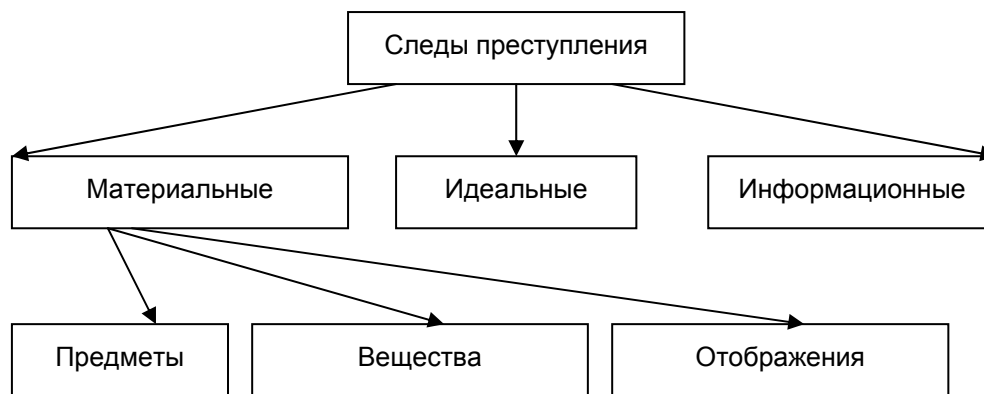 Следы преступления
Материальные
Идеальные
Информационные
Предметы
Вещества
Отображения